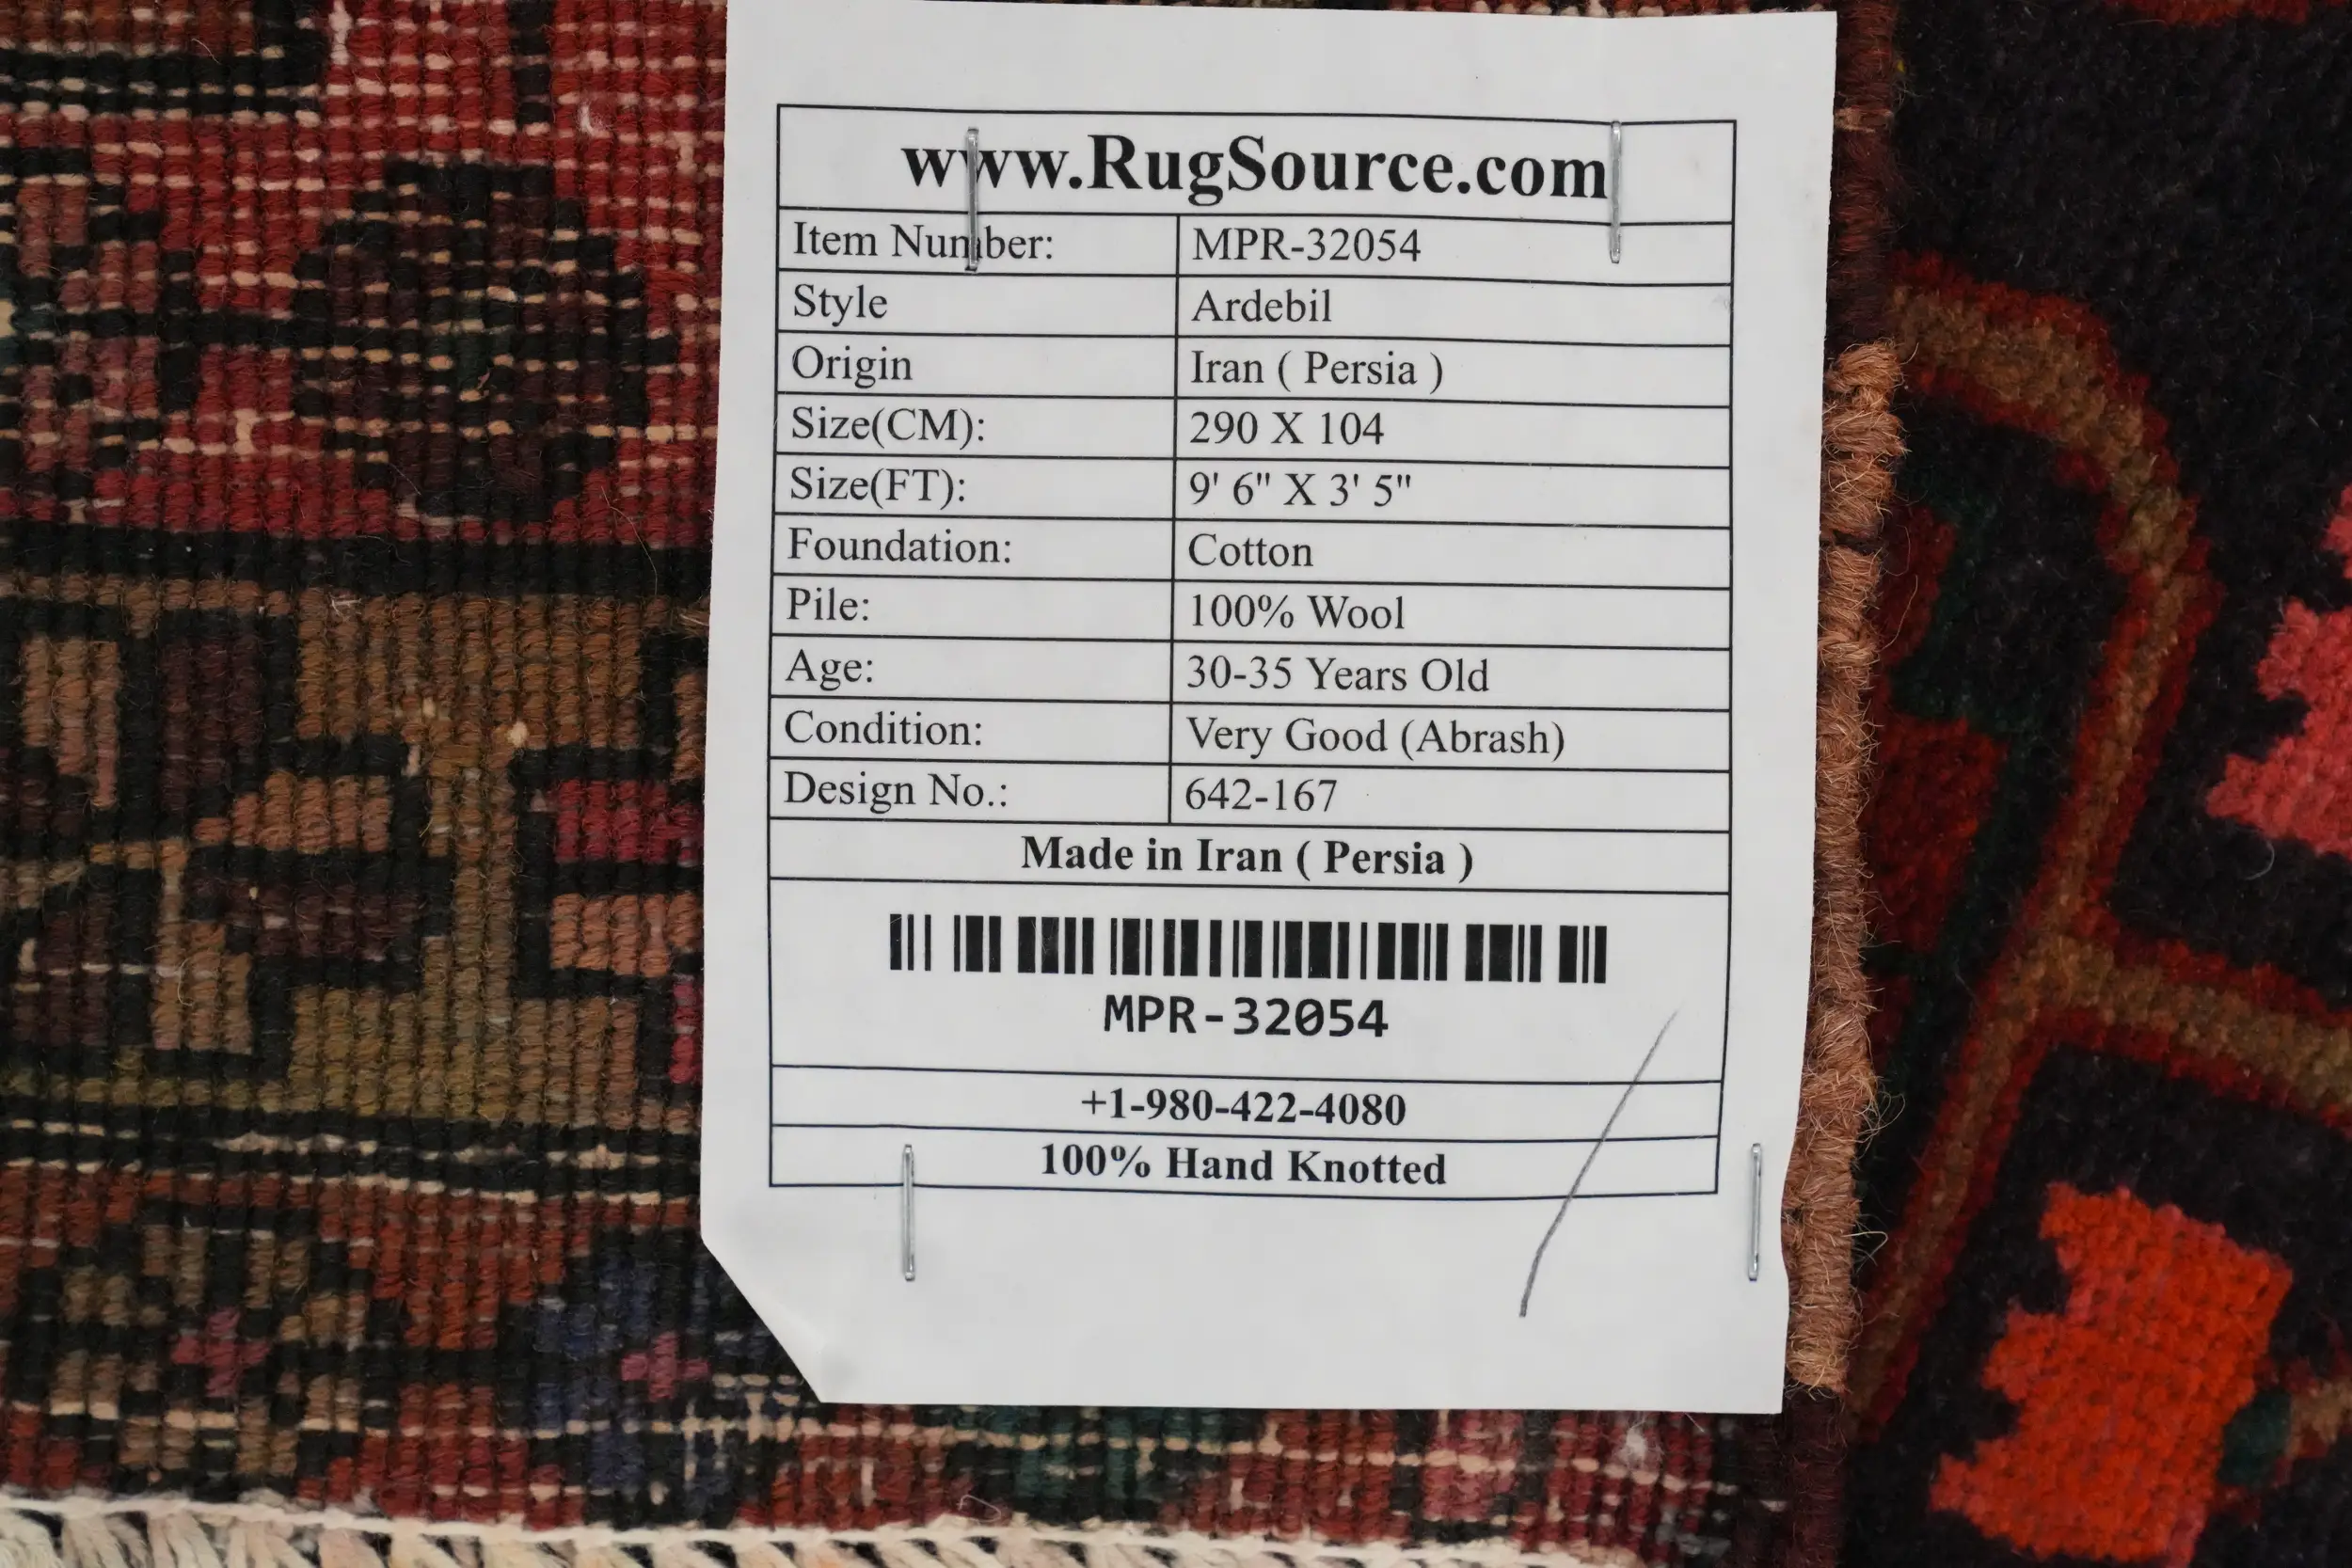 www.RugSource.com
Item Number: MPR-32054
Style Ardebil
Origin Iran ( Persia )
Size(CM): 290 X 104
Size(FT): 9' 6" X 3' 5"
Foundation: Cotton
Pile: 100% Wool
Age: 30-35 Years Old
Condition: Very Good (Abrash)
Design No.: 642-167
Made in Iran ( Persia )
MPR-32054
+1-980-422-4080
100% Hand Knotted